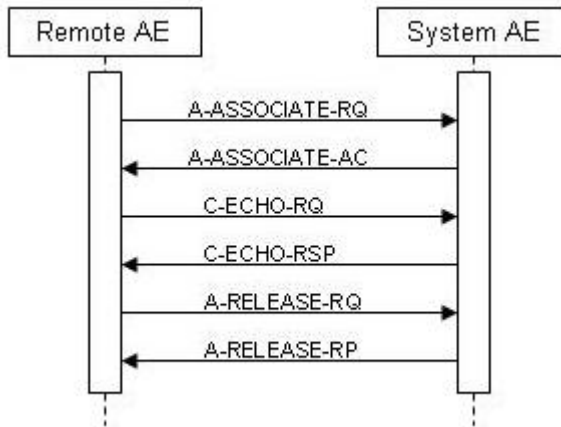 Remote AE
System AE
A-ASSOCIATE-RQ
A-ASSOCIATE-AC
C-ECHO-RQ
C-ECHO-RSP
A-RELEASE-RQ
A-RELEASE-RP